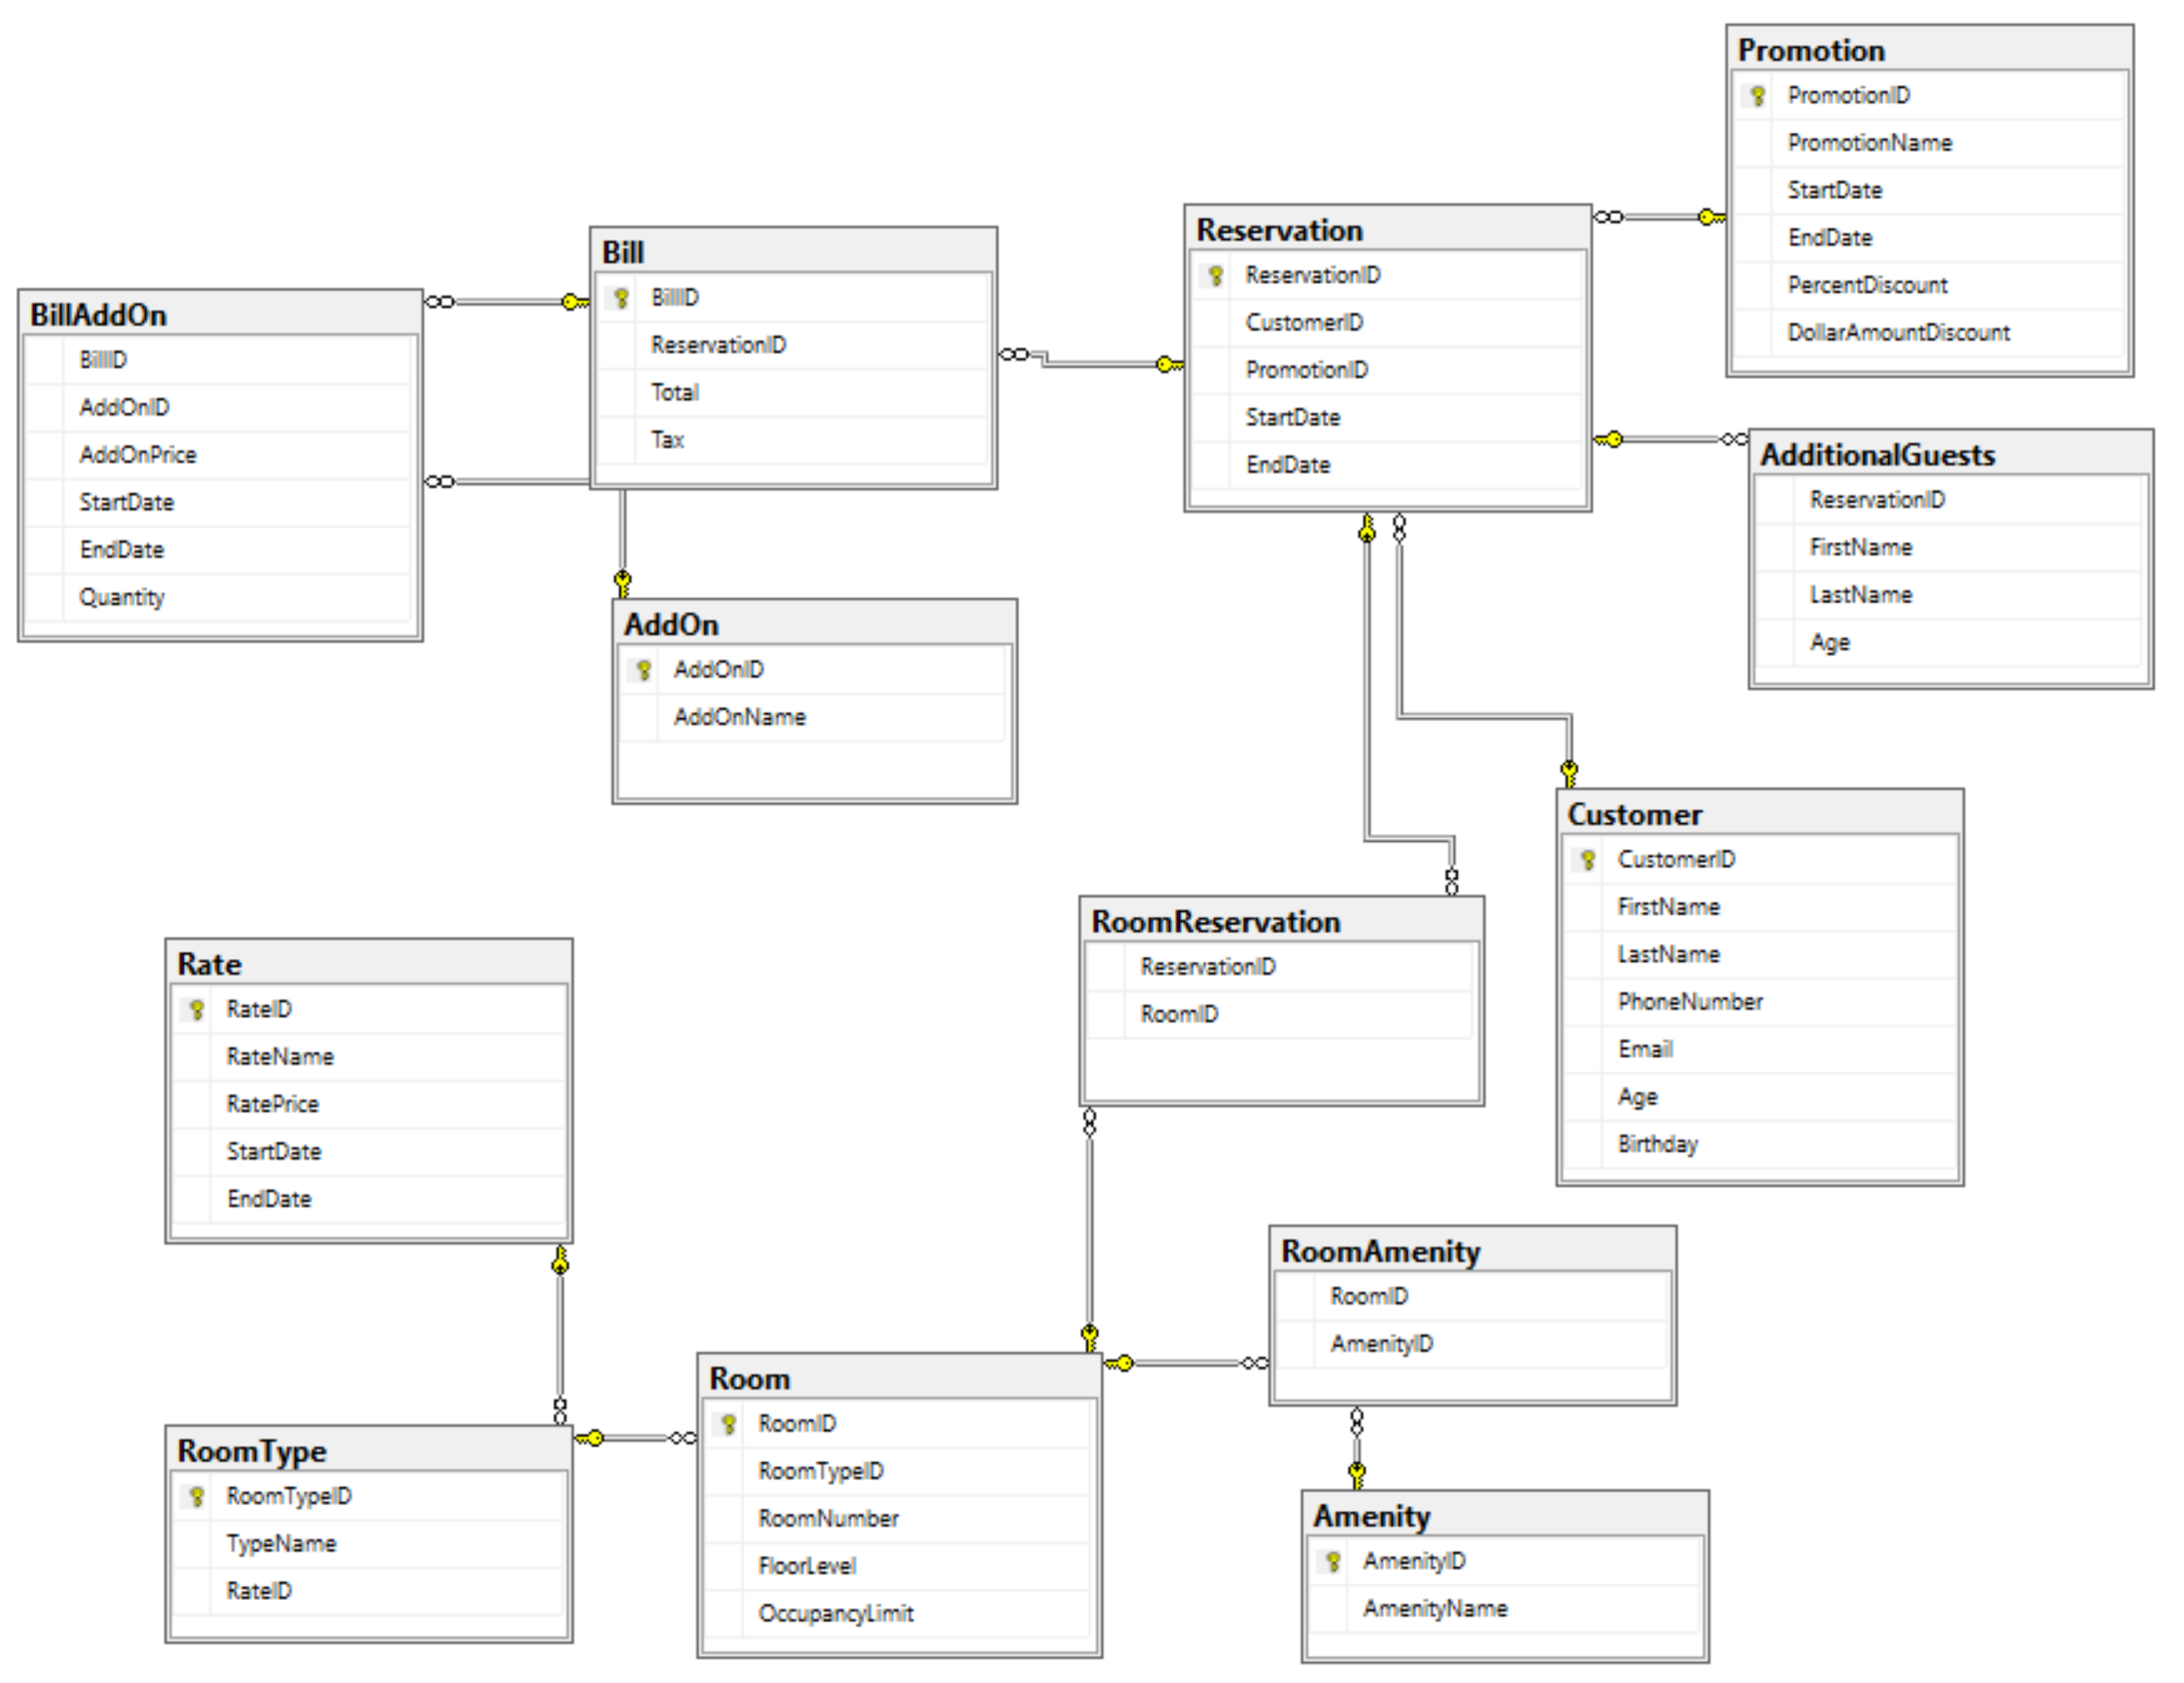 Promotion
PromotionID
PromotionName
StartDate
EndDate
PercentDiscount
DollarAmountDiscount
Reservation
ReservationID
CustomerID
PromotionID
StartDate
EndDate
Bill
BillID
ReservationID
Total
Tax
BillAddOn
BillID
AddOnID
AddOnPrice
StartDate
EndDate
Quantity
AdditionalGuests
ReservationID
FirstName
LastName
Age
AddOn
AddOnID
AddOnName
Customer
CustomerID
FirstName
LastName
PhoneNumber
Email
Age
Birthday
RoomReservation
ReservationID
RoomID
Rate
RateID
RateName
RatePrice
StartDate
EndDate
RoomAmenity
RoomID
AmenityID
Room
RoomID
RoomTypeID
RoomNumber
FloorLevel
OccupancyLimit
RoomType
RoomTypeID
TypeName
RateID
Amenity
AmenityID
AmenityName